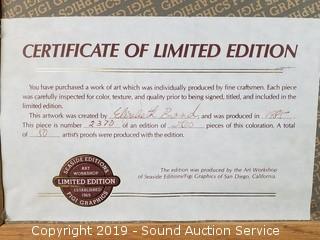 CERTIFICATE OF LIMITED EDITION
You have purchased a work of art which was individually produced by fine craftsmen. Each piece
was carefully inspected for color, texture, and quality prior to being signed, titled, and included in the
limited edition.
This artwork was created by Elizabeth and was produced in
This piece is number 2370 of an edition of pieces of this coloration. A total
of 50 artist's proofs were produced with the edition.
SEASIDE EDITIONS
ART
WORKSHOP
LIMITED EDITION
ESTABLISHED
1965
FIGI GRAPHICS
The edition was produced by the Art Workshop
of Seaside Editions/Figi Graphics of San Diego, California.
Copyright 2019 - Sound Auction Service